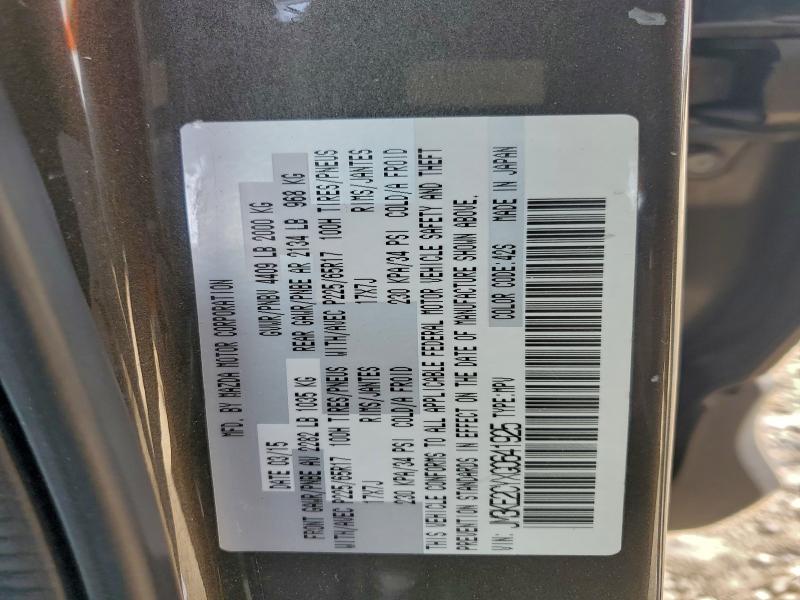 MFD. BY MAZDA MOTOR CORPORATION
DATE 03/15 GVWR/PNBV 4409 LB 2000 KG
FRONT GAWR/PNBE AV 2282 LB 1035 KG REAR GAWR/PNBE AR 2134 LB 968 KG
WITH/AVEC P225/65R17 100H TIRES/PNEUS WITH/AVEC P225/65R17 100H TIRES/PNEUS
17X7J RIMS/JANTES 17X7J RIMS/JANTES
230 KPA/34 PSI COLD/A FROID 230 KPA/34 PSI COLD/A FROID
THIS VEHICLE CONFORMS TO ALL APPLICABLE FEDERAL MOTOR VEHICLE SAFETY AND THEFT
PREVENTION STANDARDS IN EFFECT ON THE DATE OF MANUFACTURE SHOWN ABOVE.
VIN: JM3KE2CYXG0641925 TYPE:MPV COLOR CODE:42S MADE IN JAPAN